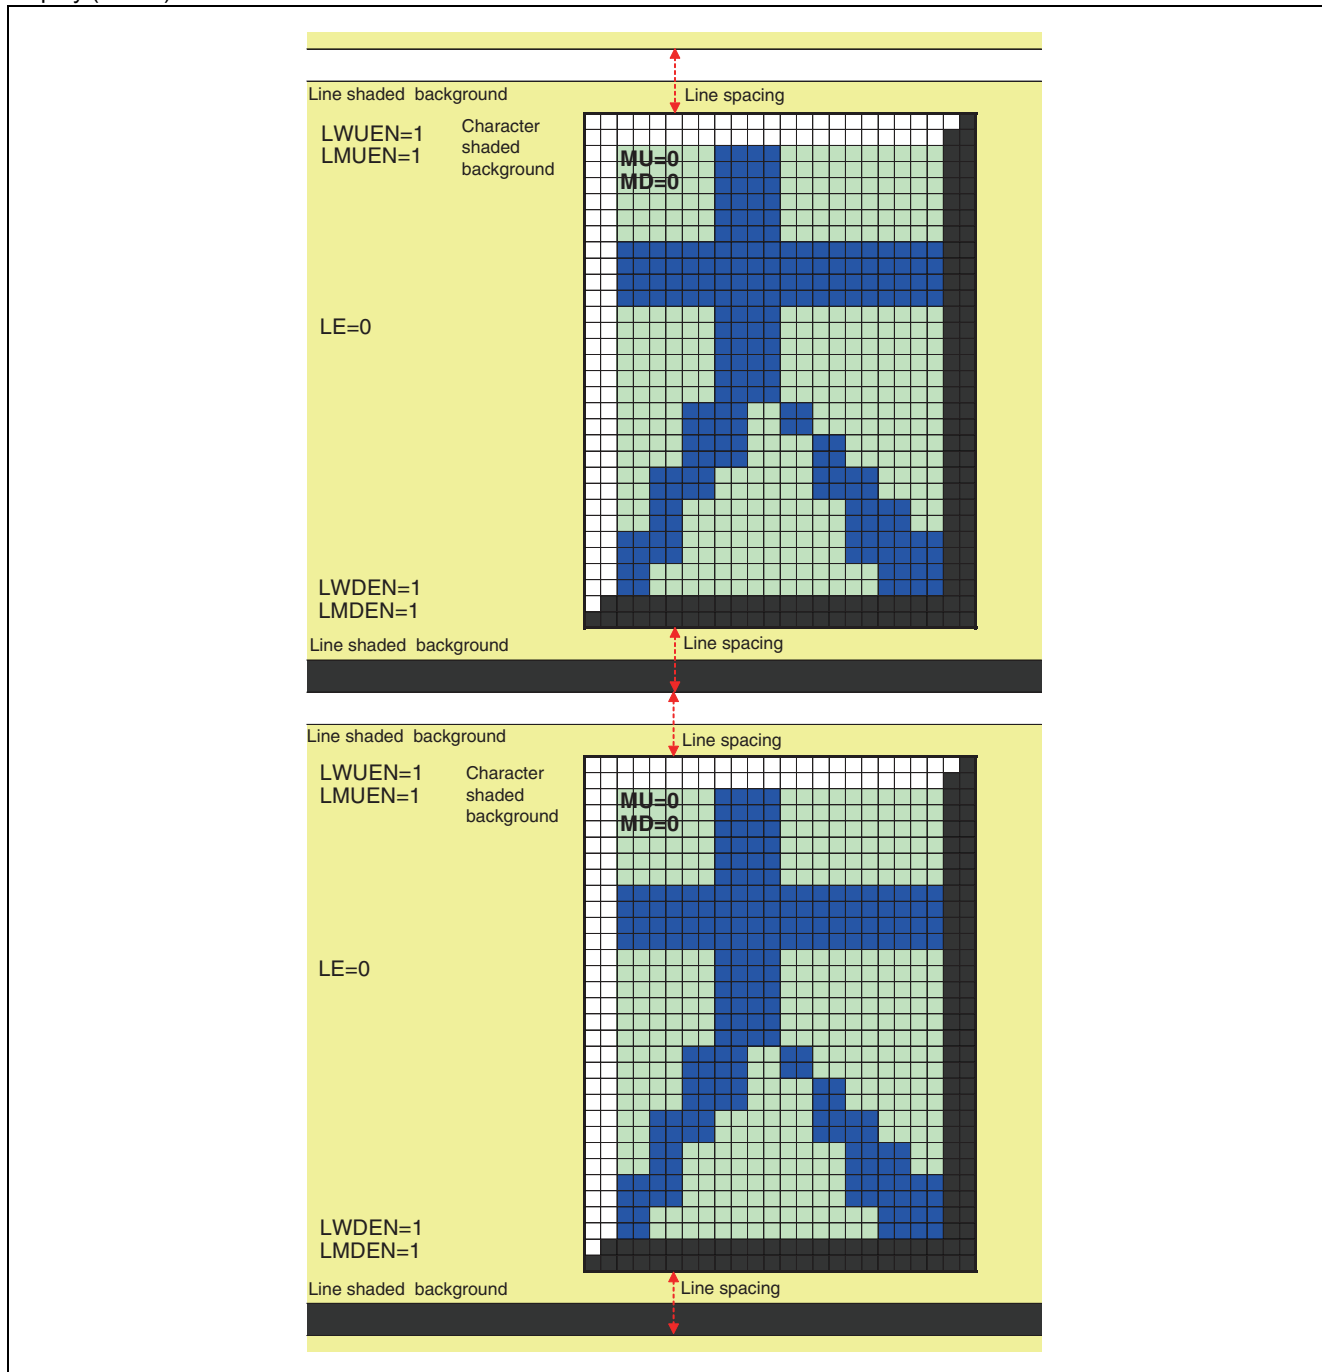 Line shaded background
Line spacing
LWUEN=1
LMUEN=1
Character
shaded
background
MU=0
MD=0
LE=0
LWDEN=1
LMDEN=1
Line shaded background
Line spacing
Line shaded background
Line spacing
LWUEN=1
LMUEN=1
Character
shaded
background
MU=0
MD=0
LE=0
LWDEN=1
LMDEN=1
Line shaded background
Line spacing